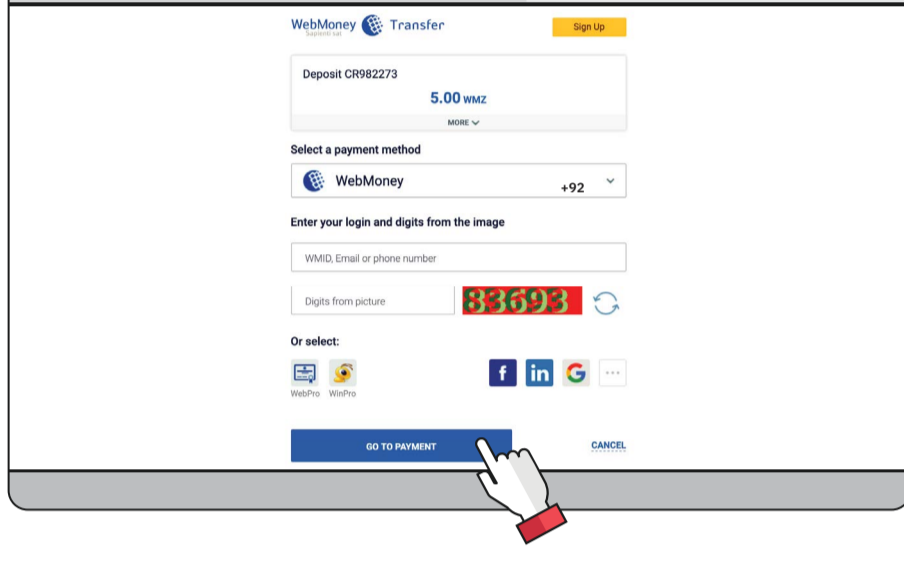 WebMoney Transfer
Sapienti sat
Sign Up
Deposit CR982273
5.00 WMZ
MORE
Select a payment method
WebMoney
+92
Enter your login and digits from the image
WMID, Email or phone number
Digits from picture
83693
Or select:
f in G ...
WebPro WinPro
GO TO PAYMENT
CANCEL